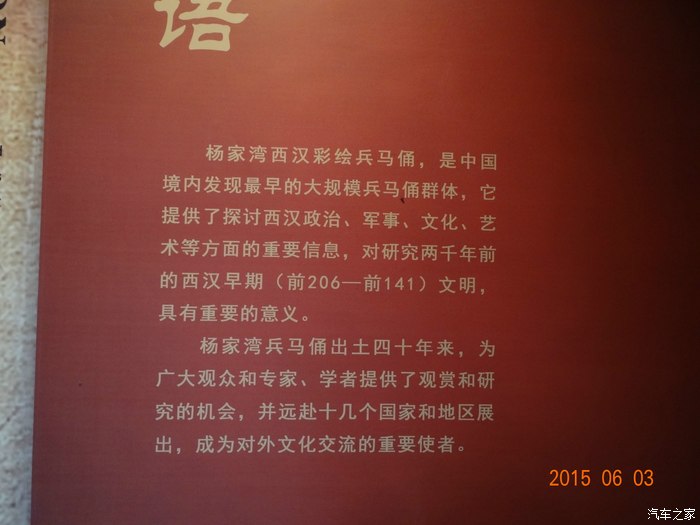 语
杨家湾西汉彩绘兵马俑，是中国
境内发现最早的大规模兵马俑群体，它
提供了探讨西汉政治、军事、文化、艺
术等方面的重要信息，对研究两千年前
的西汉早期（前206—前141）文明，
具有重要的意义。
杨家湾兵马俑出土四十年来，为
广大观众和专家、学者提供了观赏和研
究的机会，并远赴十几个国家和地区展
出，成为对外文化交流的重要使者。
2015 06 03
汽车之家